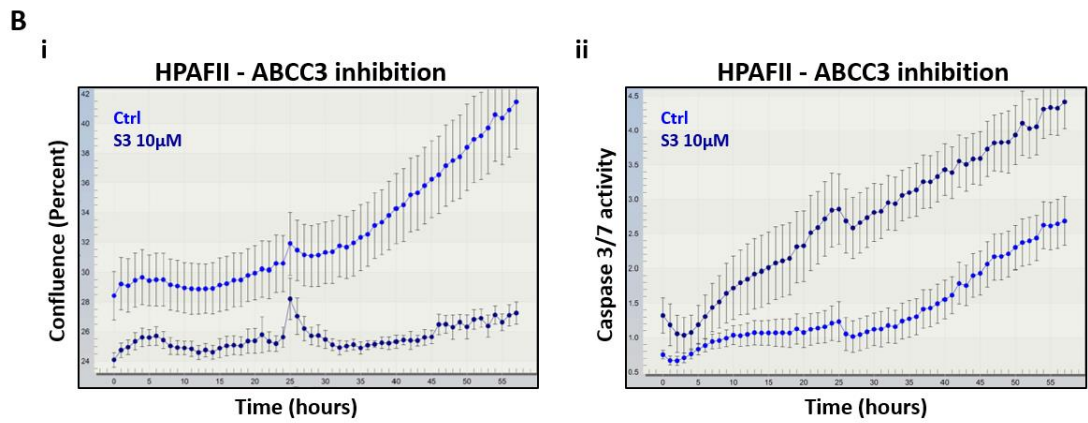 B
i
HPAFII - ABCC3 inhibition
Ctrl
S3 10µM
Confluence (Percent)
42
40
38
36
34
32
30
28
26
24
0 5 10 15 20 25 30 35 40 45 50 55
Time (hours)
ii
HPAFII - ABCC3 inhibition
Ctrl
S3 10µM
Caspase 3/7 activity
4.5
4.0
3.5
3.0
2.5
2.0
1.5
1.0
0.5
0 5 10 15 20 25 30 35 40 45 50 55
Time (hours)